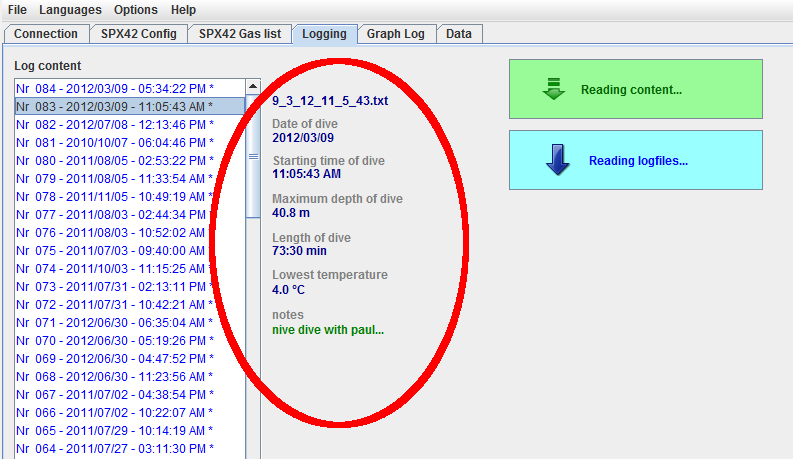 File Languages Options Help
Connection SPX42 Config SPX42 Gas list Logging Graph Log Data
Log content
Nr 084 - 2012/03/09 - 05:34:22 PM *
Nr 083 - 2012/03/09 - 11:05:43 AM *
Nr 082 - 2012/07/08 - 12:13:46 PM *
Nr 081 - 2010/10/07 - 06:04:46 PM *
Nr 080 - 2011/08/05 - 02:53:22 PM *
Nr 079 - 2011/08/05 - 11:33:54 AM *
Nr 078 - 2011/11/05 - 10:49:19 AM *
Nr 077 - 2011/08/03 - 02:44:34 PM *
Nr 076 - 2011/08/03 - 10:52:02 AM *
Nr 075 - 2011/07/03 - 09:40:00 AM *
Nr 074 - 2011/10/03 - 11:15:25 AM *
Nr 073 - 2011/07/31 - 02:13:11 PM *
Nr 072 - 2011/07/31 - 10:42:21 AM *
Nr 071 - 2012/06/30 - 06:35:04 AM *
Nr 070 - 2012/06/30 - 05:19:26 PM *
Nr 069 - 2012/06/30 - 04:47:52 PM *
Nr 068 - 2012/06/30 - 11:23:56 AM *
Nr 067 - 2011/07/02 - 04:38:54 PM *
Nr 066 - 2011/07/02 - 10:22:07 AM *
Nr 065 - 2011/07/29 - 10:14:19 AM *
Nr 064 - 2011/07/27 - 03:11:30 PM *
9_3_12_11_5_43.txt
Date of dive
2012/03/09
Starting time of dive
11:05:43 AM
Maximum depth of dive
40.8 m
Length of dive
73:30 min
Lowest temperature
4.0 °C
notes
nive dive with paul...
Reading content...
Reading logfiles...